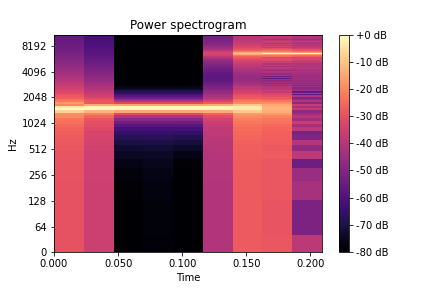 Power spectrogram
+0 dB
8192
-10 dB
4096
-20 dB
2048
-30 dB
1024
Hz
512
-40 dB
256
-50 dB
128
-60 dB
64
-70 dB
0
-80 dB
0.000 0.050 0.100 0.150 0.200
Time